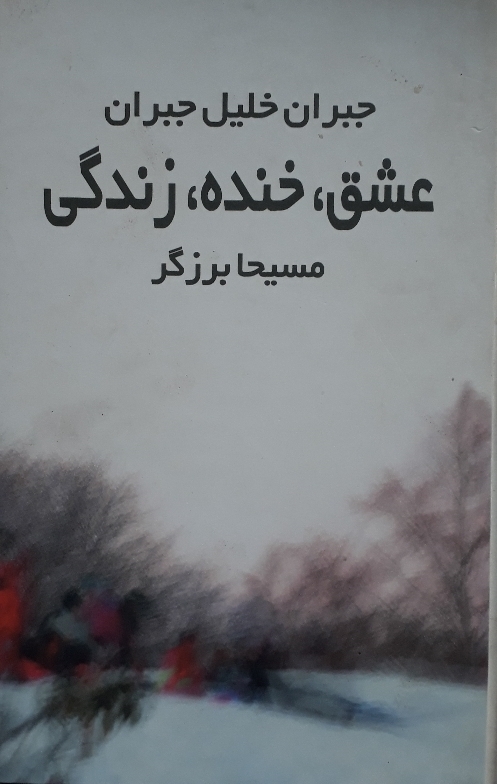 جبران خلیل جبران
عشق، خنده، زندگی
مسیحا برزگر